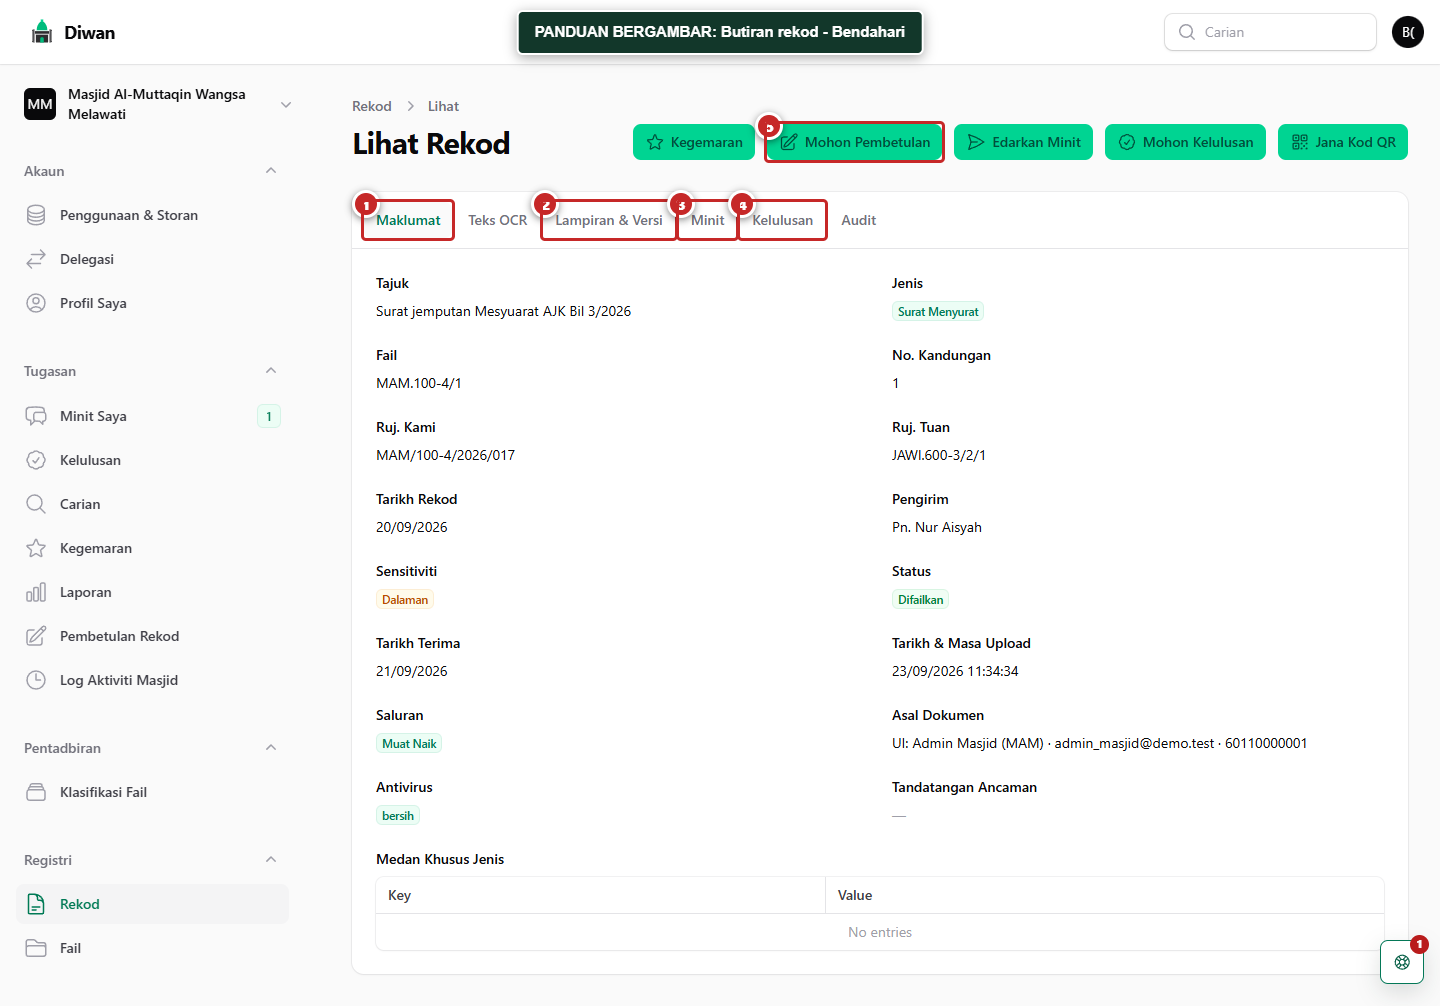 Diwan
PANDUAN BERGAMBAR: Butiran rekod - Bendahari
Carian
B(
MM
Masjid Al-Muttaqin Wangsa
Melawati
Akaun
Penggunaan & Storan
Delegasi
Profil Saya
Tugasan
Minit Saya
1
Kelulusan
Carian
Kegemaran
Laporan
Pembetulan Rekod
Log Aktiviti Masjid
Pentadbiran
Klasifikasi Fail
Registri
Rekod
Fail
Rekod > Lihat
Lihat Rekod
Kegemaran
5
Mohon Pembetulan
Edarkan Minit
Mohon Kelulusan
Jana Kod QR
1
Maklumat
Teks OCR
2
Lampiran & Versi
3
Minit
4
Kelulusan
Audit
Tajuk
Surat jemputan Mesyuarat AJK Bil 3/2026
Jenis
Surat Menyurat
Fail
MAM.100-4/1
No. Kandungan
1
Ruj. Kami
MAM/100-4/2026/017
Ruj. Tuan
JAWI.600-3/2/1
Tarikh Rekod
20/09/2026
Pengirim
Pn. Nur Aisyah
Sensitiviti
Dalaman
Status
Difailkan
Tarikh Terima
21/09/2026
Tarikh & Masa Upload
23/09/2026 11:34:34
Saluran
Muat Naik
Asal Dokumen
UI: Admin Masjid (MAM) · admin_masjid@demo.test · 60110000001
Antivirus
bersih
Tandatangan Ancaman
—
Medan Khusus Jenis
Key
Value
No entries
1